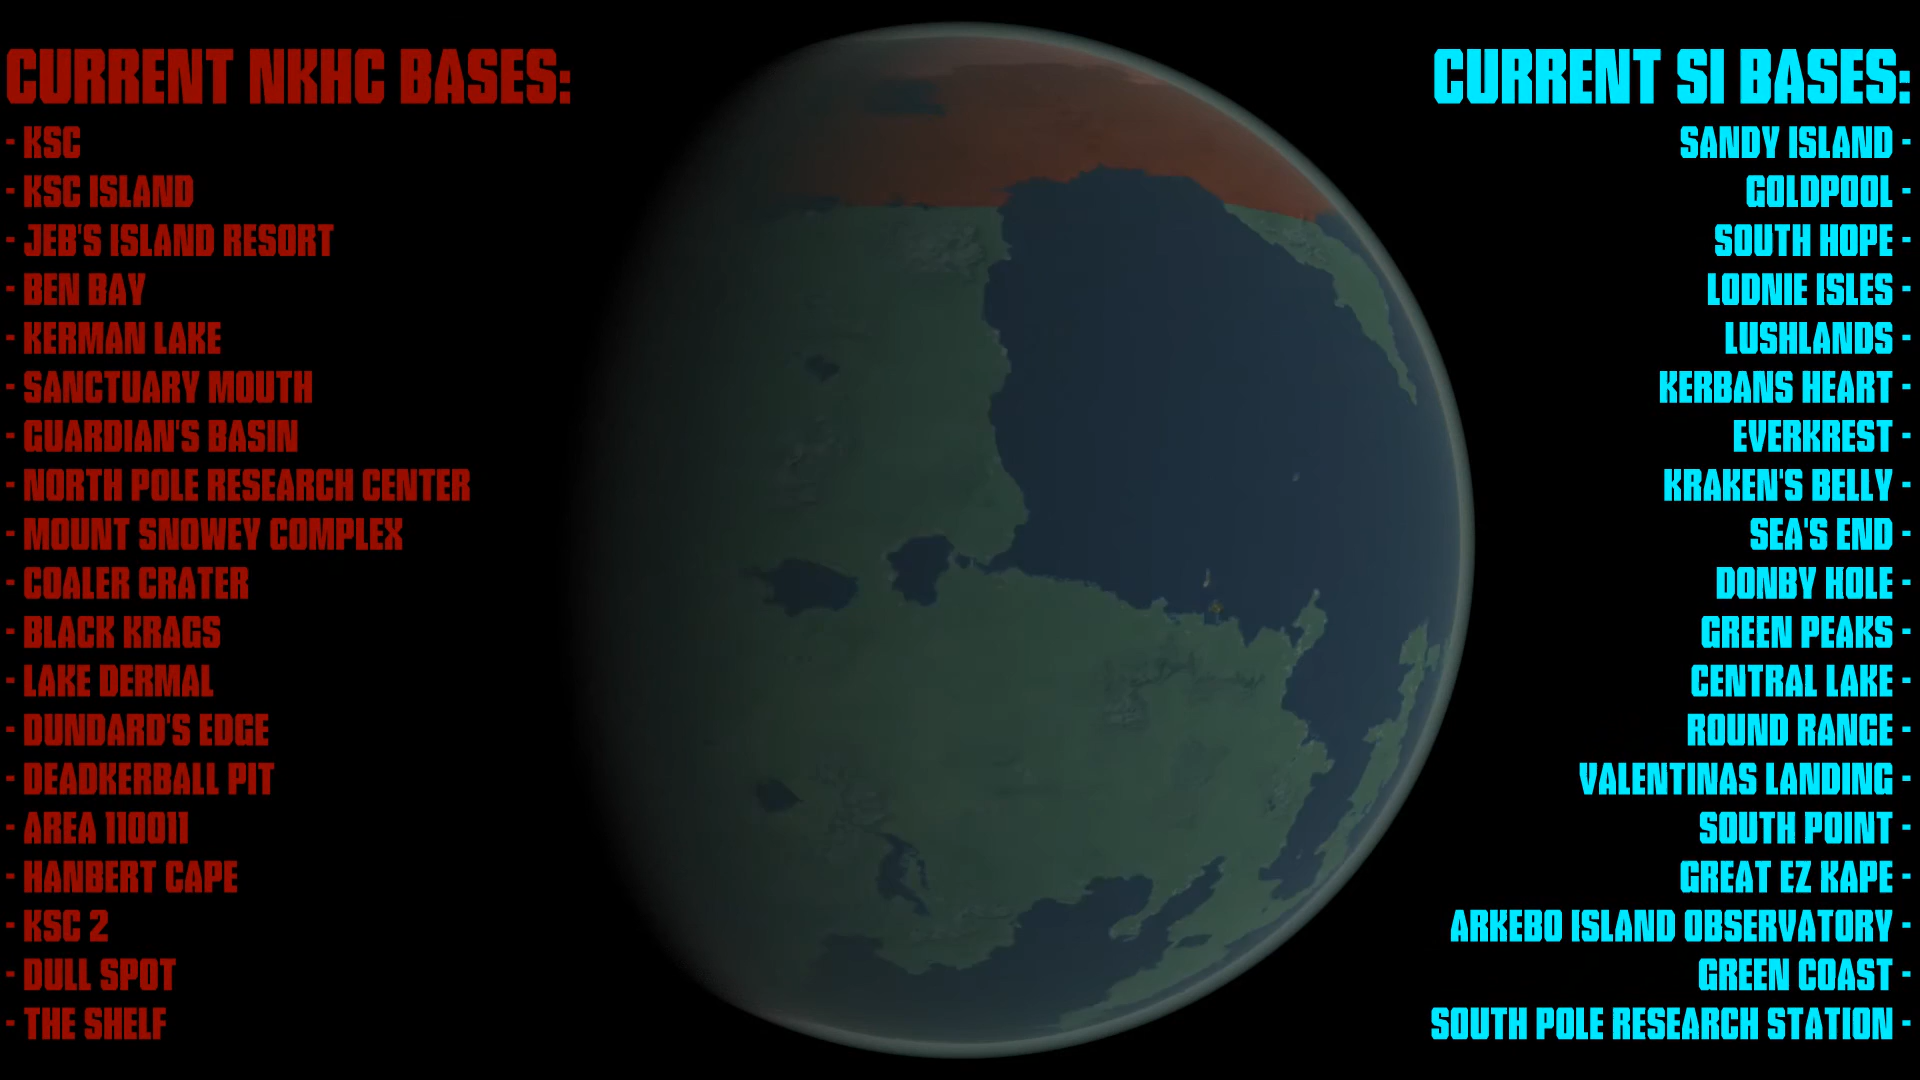 CURRENT NKHC BASES:
- KSC
- KSC ISLAND
- JEB'S ISLAND RESORT
- BEN BAY
- KERMAN LAKE
- SANCTUARY MOUTH
- GUARDIAN'S BASIN
- NORTH POLE RESEARCH CENTER
- MOUNT SNOWEY COMPLEX
- COALER CRATER
- BLACK KRAGS
- LAKE DERMAL
- DUNDARD'S EDGE
- DEADKERBALL PIT
- AREA 110011
- HANBERT CAPE
- KSC 2
- DULL SPOT
- THE SHELF
CURRENT SI BASES:
SANDY ISLAND -
GOLDPOOL -
SOUTH HOPE -
LODNIE ISLES -
LUSHLANDS -
KERBANS HEART -
EVERKREST -
KRAKEN'S BELLY -
SEA'S END -
DONBY HOLE -
GREEN PEAKS -
CENTRAL LAKE -
ROUND RANGE -
VALENTINAS LANDING -
SOUTH POINT -
GREAT EZ KAPE -
ARKEBO ISLAND OBSERVATORY -
GREEN COAST -
SOUTH POLE RESEARCH STATION -